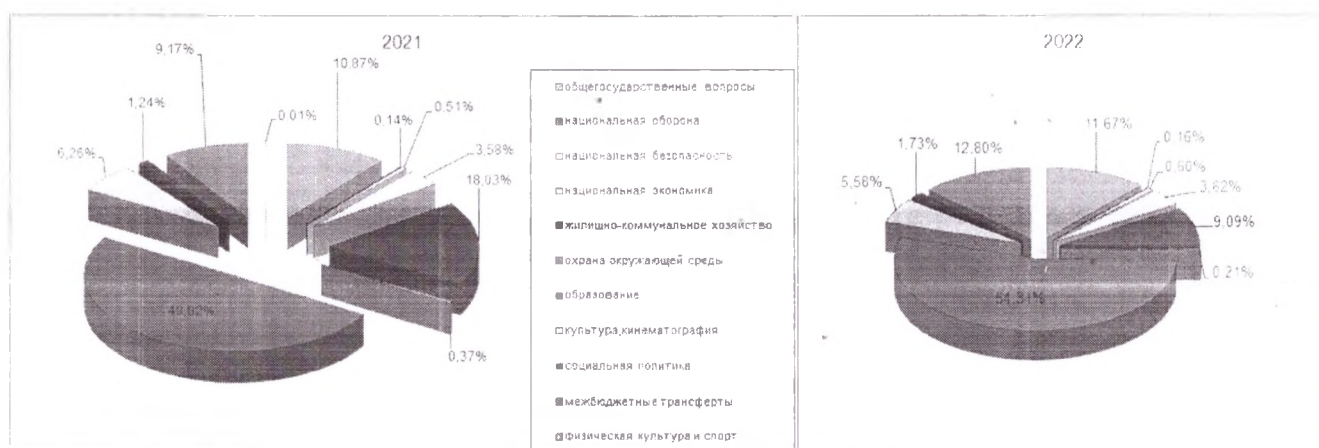 2021
9,17%
10,87%
1,24%
0,01%
0,14%
0,51%
6,26%
3,58%
18,03%
49,82%
0,37%
общегосударственные вопросы
национальная оборона
национальная безопасность
национальная экономика
жилищно-коммунальное хозяйство
охрана окружающей среды
образование
культура,кинематография
социальная политика
межбюджетные трансферты
физическая культура и спорт
2022
11,67%
0,16%
1,73%
12,80%
0,60%
5,58%
3,62%
9,09%
0,21%